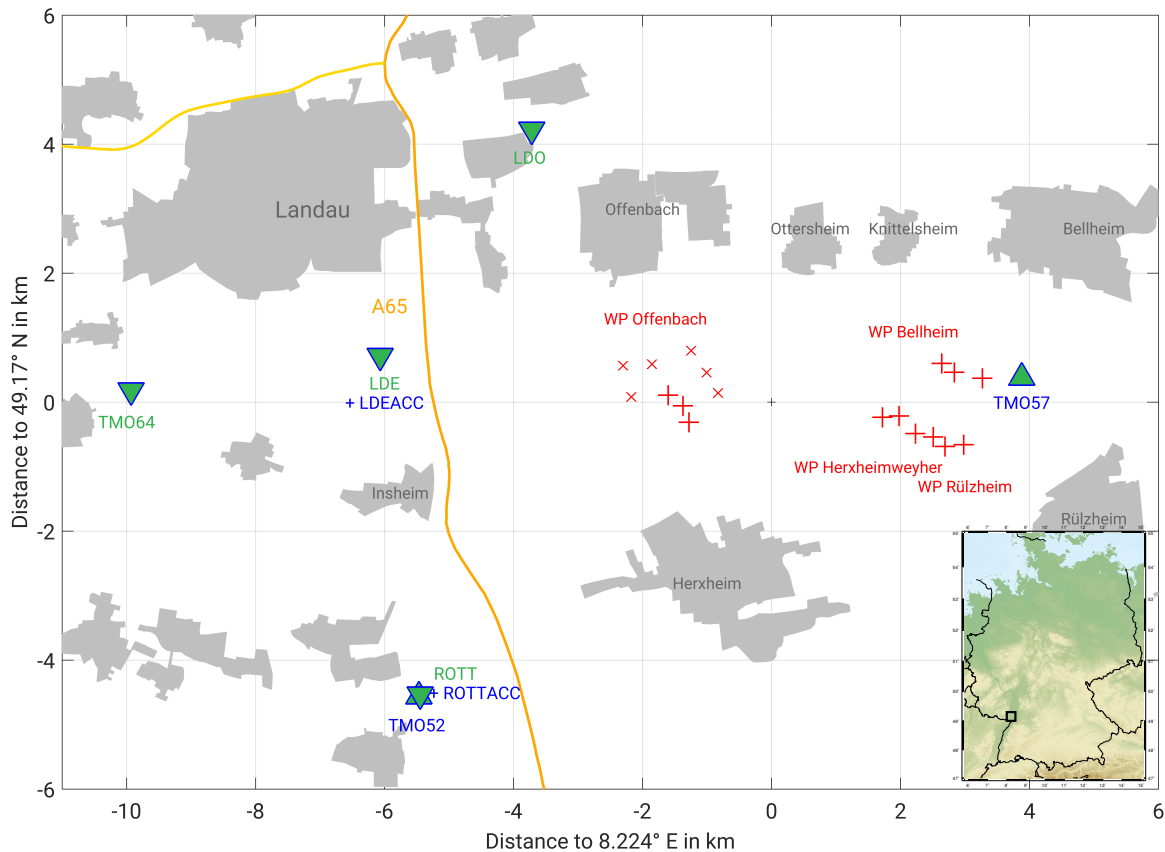 6
4
2
0
-2
-4
-6
Distance to 49.17° N in km
LDO
Landau
Offenbach
Ottersheim
Knittelsheim
Bellheim
A65
WP Offenbach
WP Bellheim
LDE
+ LDEACC
TMO64
TMO57
WP Herxheimweyher
WP Rülzheim
Insheim
Rülzheim
Herxheim
ROTT
+ ROTTACC
TMO52
-10
-8
-6
-4
-2
0
2
4
6
Distance to 8.224° E in km